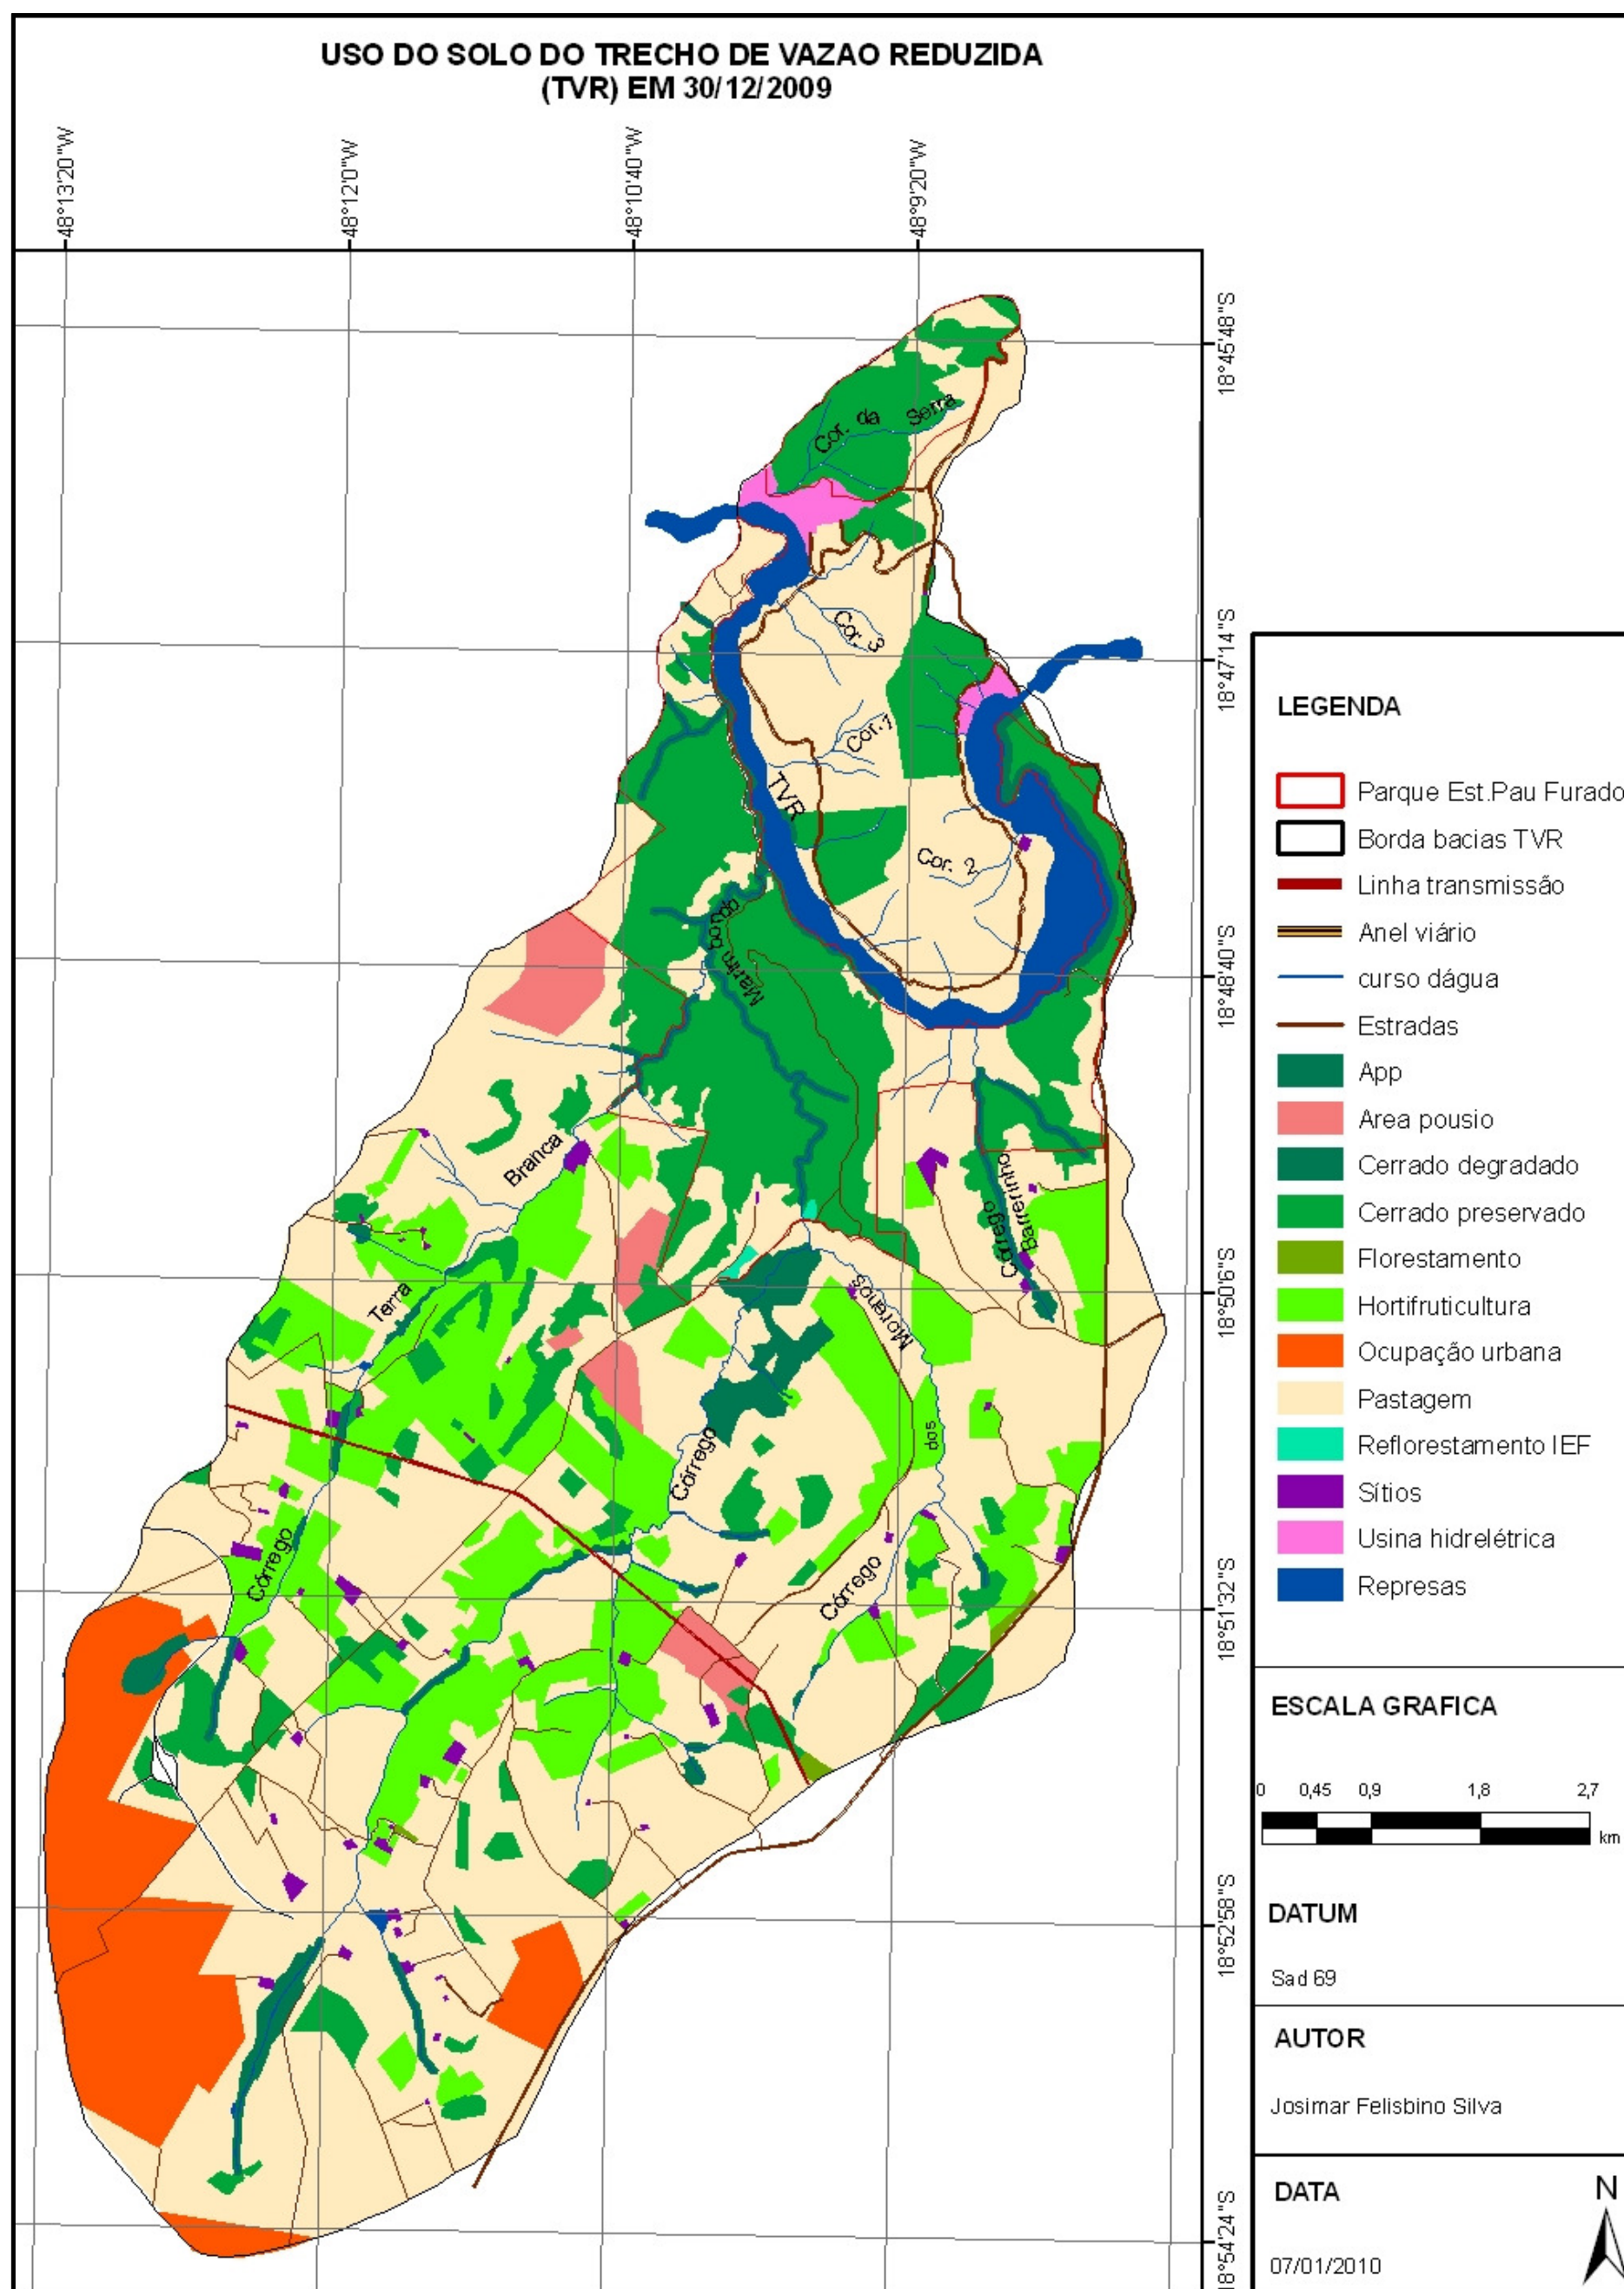 USO DO SOLO DO TRECHO DE VAZAO REDUZIDA
(TVR) EM 30/12/2009
48°13'20"W
48°12'0"W
48°10'40"W
48°9'20"W
18°45'48"S
18°47'14"S
18°48'40"S
18°50'6"S
18°51'32"S
18°52'58"S
18°54'24"S
Cor. da Serra
Cor. 3
Cor.1
TVR
Cor. 2
Marimbondo
Branca
Terra
Córrego
Córrego
Barreirinho
Morenos
dos
Córrego
Córrego
LEGENDA
Parque Est.Pau Furado
Borda bacias TVR
Linha transmissão
Anel viário
curso dágua
Estradas
App
Area pousio
Cerrado degradado
Cerrado preservado
Florestamento
Hortifruticultura
Ocupação urbana
Pastagem
Reflorestamento IEF
Sítios
Usina hidrelétrica
Represas
ESCALA GRAFICA
0 0,45 0,9 1,8 2,7
km
DATUM
Sad 69
AUTOR
Josimar Felisbino Silva
DATA
N
07/01/2010